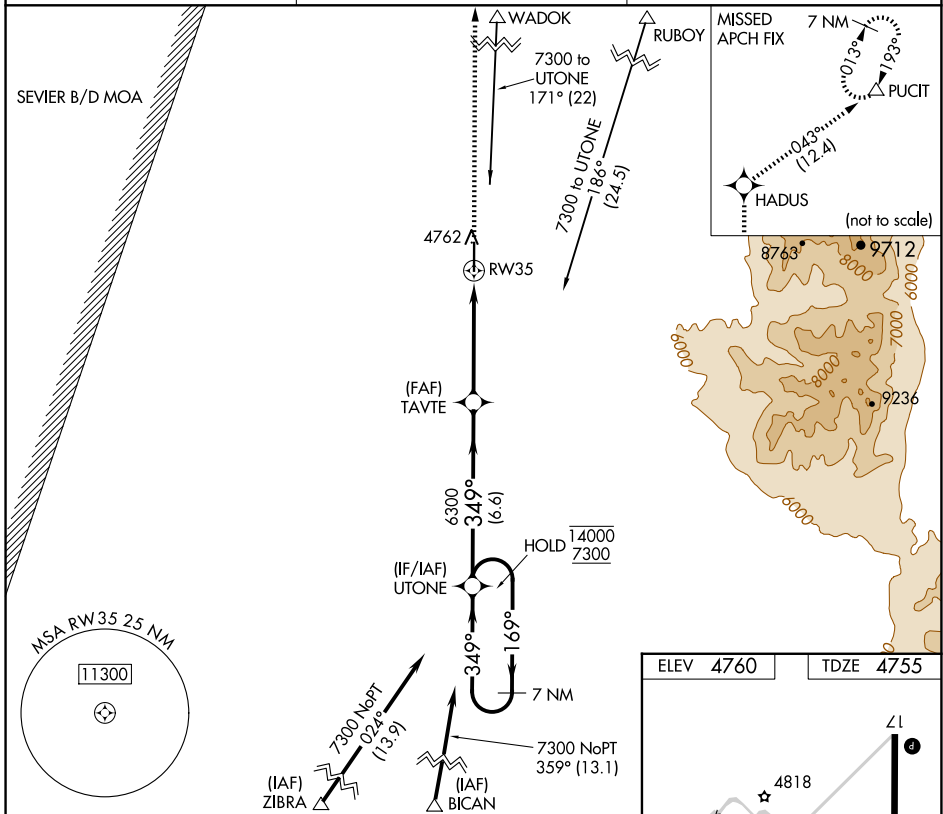 WADOK
RUBOY
7300 to
UTONE
171° (22)
7300 to UTONE
186°
(24.5)
SEVIER B/D MOA
MISSED
APCH FIX
7 NM
013°
193°
PUCIT
043°
(12.4)
HADUS
(not to scale)
4762
RW35
8763
9712
8000
6000
7000
6000
8000
9236
6000
(FAF)
TAVTE
6300
349°
(6.6)
HOLD
14000
7300
(IF/IAF)
UTONE
349°
169°
7 NM
MSA RW35 25 NM
11300
7300 NoPT
024°
(13.9)
(IAF)
ZIBRA
7300 NoPT
359° (13.1)
(IAF)
BICAN
ELEV 4760
TDZE 4755
17
P
4818